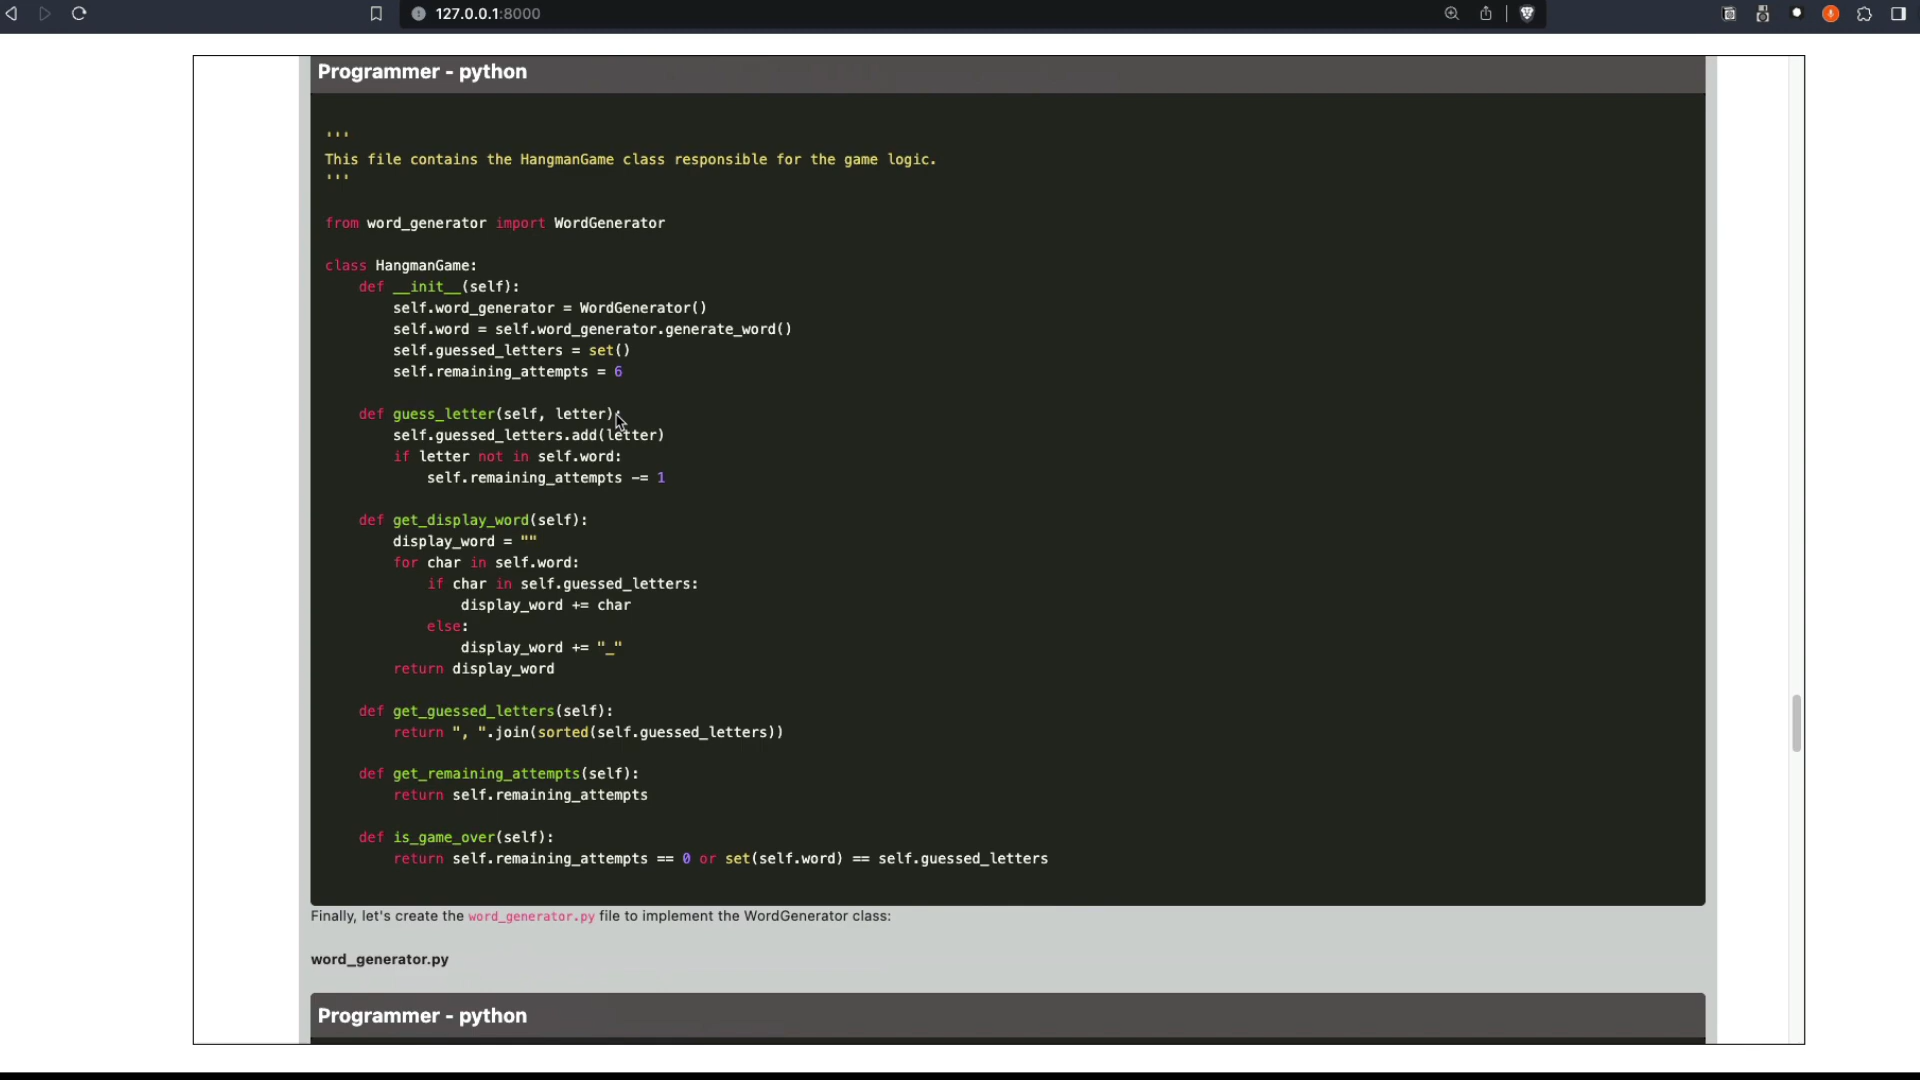 127.0.0.1:8000
Programmer - python
'''
This file contains the HangmanGame class responsible for the game logic.
'''
from word_generator import WordGenerator
class HangmanGame:
    def __init__(self):
        self.word_generator = WordGenerator()
        self.word = self.word_generator.generate_word()
        self.guessed_letters = set()
        self.remaining_attempts = 6
    def guess_letter(self, letter):
        self.guessed_letters.add(letter)
        if letter not in self.word:
            self.remaining_attempts -= 1
    def get_display_word(self):
        display_word = ""
        for char in self.word:
            if char in self.guessed_letters:
                display_word += char
            else:
                display_word += "_"
        return display_word
    def get_guessed_letters(self):
        return ", ".join(sorted(self.guessed_letters))
    def get_remaining_attempts(self):
        return self.remaining_attempts
    def is_game_over(self):
        return self.remaining_attempts == 0 or set(self.word) == self.guessed_letters
Finally, let's create the word_generator.py file to implement the WordGenerator class:
word_generator.py
Programmer - python